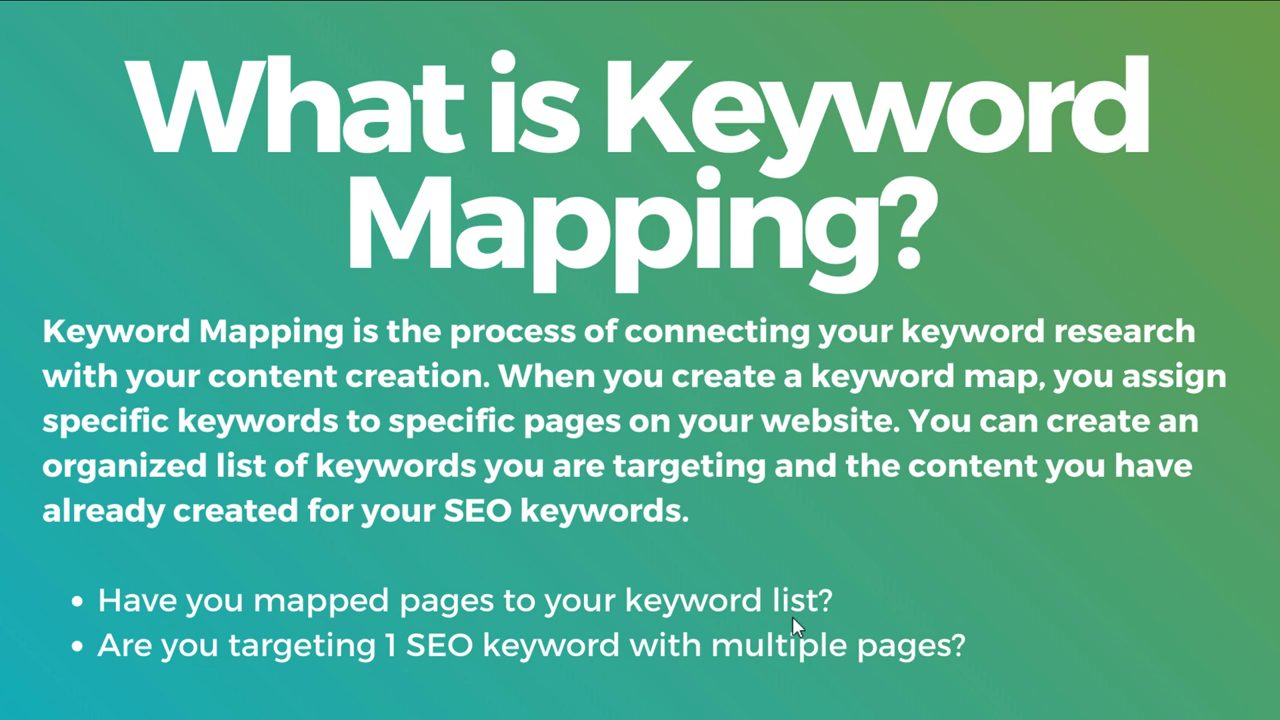 What is Keyword
Mapping?
Keyword Mapping is the process of connecting your keyword research
with your content creation. When you create a keyword map, you assign
specific keywords to specific pages on your website. You can create an
organized list of keywords you are targeting and the content you have
already created for your SEO keywords.
• Have you mapped pages to your keyword list?
• Are you targeting 1 SEO keyword with multiple pages?